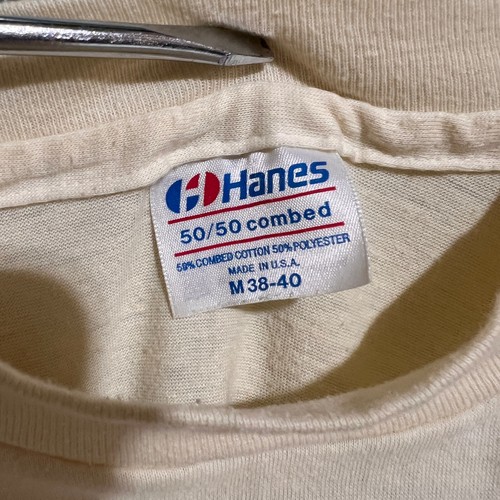 Hanes
50/50 combed
50% COMBED COTTON 50% POLYESTER
MADE IN U.S.A.
M 38-40